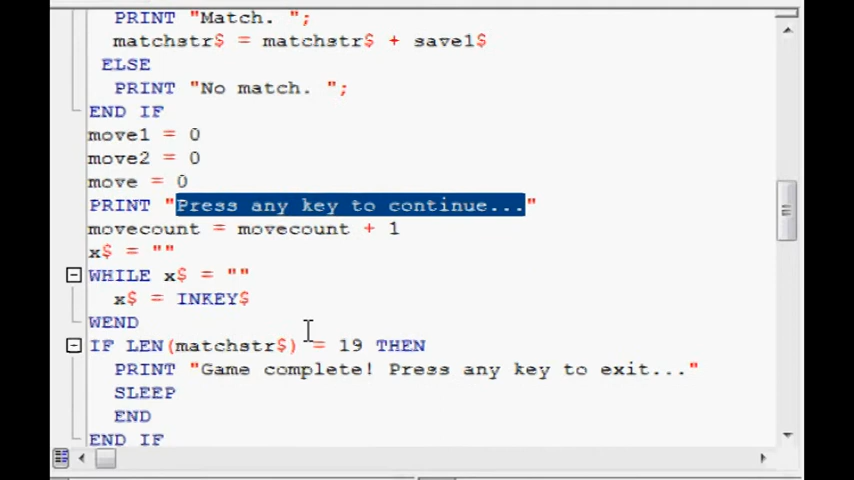 PRINT "Match. ";
matchstr$ = matchstr$ + save1$
ELSE
PRINT "No match. ";
END IF
move1 = 0
move2 = 0
move = 0
PRINT "Press any key to continue..."
movecount = movecount + 1
x$ = ""
WHILE x$ = ""
x$ = INKEY$
WEND
IF LEN(matchstr$) = 19 THEN
PRINT "Game complete! Press any key to exit..."
SLEEP
END
END IF